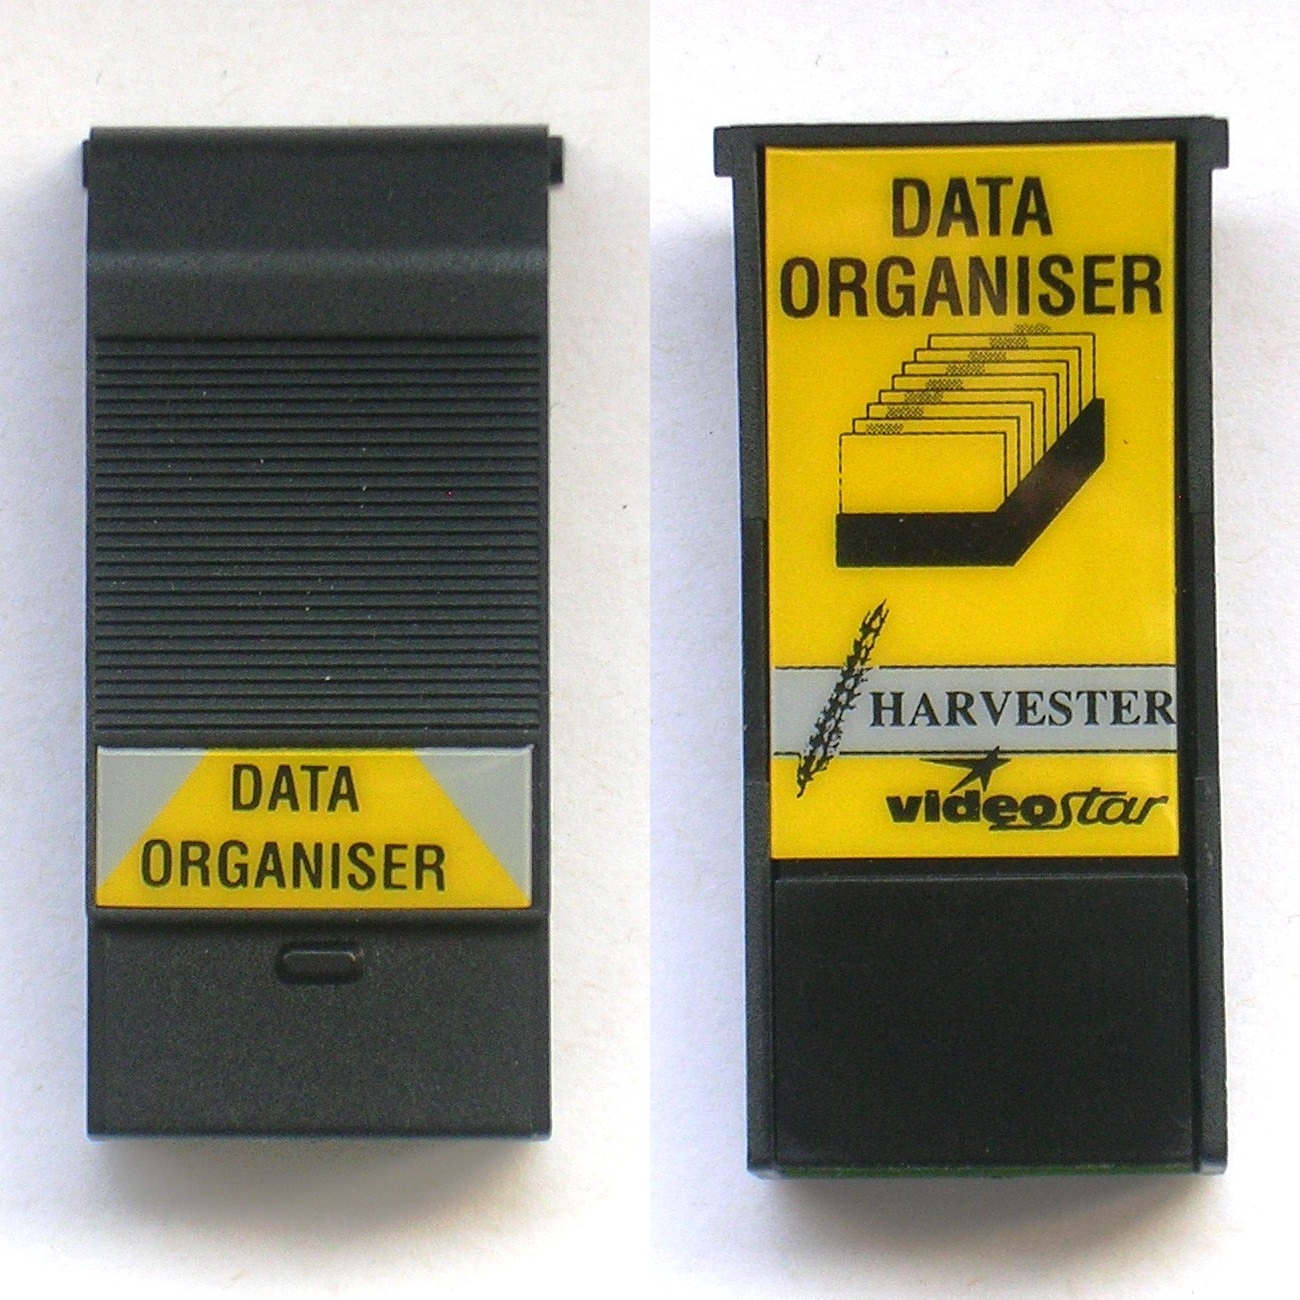 DATA
ORGANISER
DATA
ORGANISER
HARVESTER
videostar